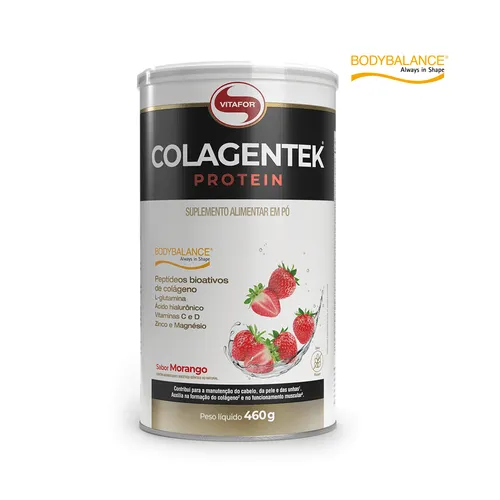 BODYBALANCE®
Always in Shape
VITAFOR
COLAGENTEK®
PROTEIN
SUPLEMENTO ALIMENTAR EM PÓ
BODYBALANCE®
Always in Shape
Peptídeos bioativos
de colágeno
L-glutamina
Ácido hialurônico
Vitaminas C e D
Zinco e Magnésio
Sabor Morango
Contribui para a manutenção do cabelo, da pele e das unhas¹.
Auxilia na formação do colágeno² e no funcionamento muscular³.
Peso líquido 460g